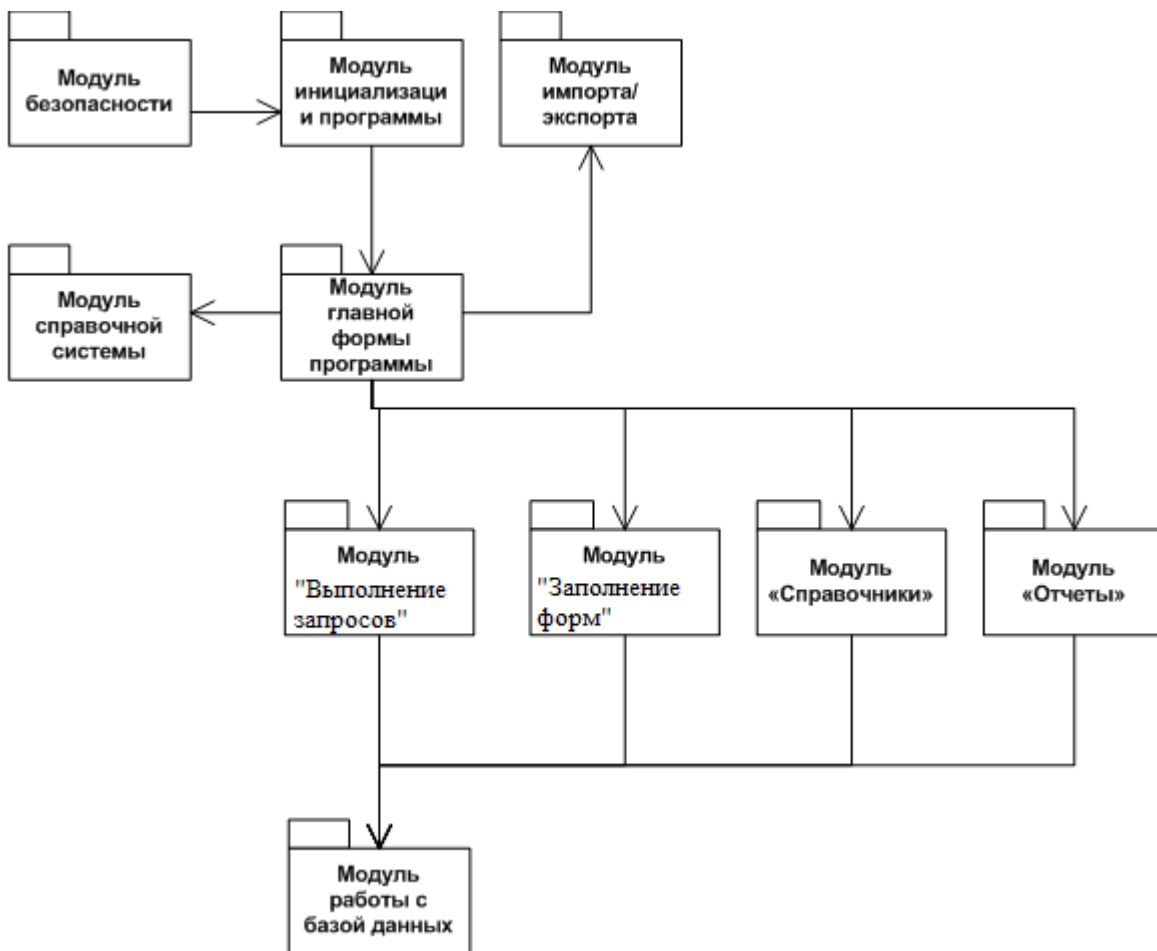 Модуль
безопасности
Модуль
инициализаци
и программы
Модуль
импорта/
экспорта
Модуль
справочной
системы
Модуль
главной
формы
программы
Модуль
"Выполнение
запросов"
Модуль
"Заполнение
форм"
Модуль
«Справочники»
Модуль
«Отчеты»
Модуль
работы с
базой данных